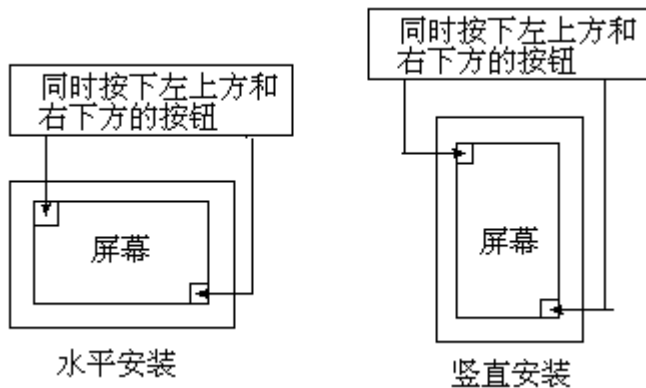 同时按下左上方和
右下方的按钮
屏幕
水平安装
同时按下左上方和
右下方的按钮
屏幕
竖直安装